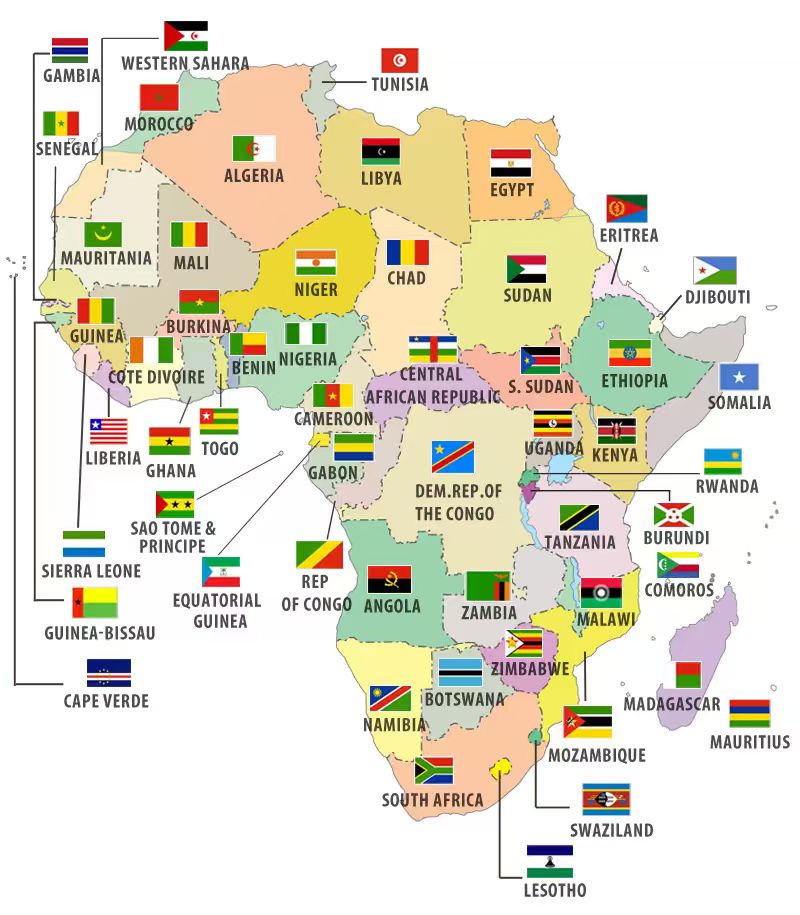 GAMBIA
WESTERN SAHARA
TUNISIA
MOROCCO
SENEGAL
ALGERIA
LIBYA
EGYPT
ERITREA
MAURITANIA
MALI
NIGER
CHAD
SUDAN
DJIBOUTI
GUINEA
BURKINA
BENIN
NIGERIA
CENTRAL
AFRICAN REPUBLIC
S. SUDAN
ETHIOPIA
SOMALIA
COTE DIVOIRE
LIBERIA
GHANA
TOGO
CAMEROON
GABON
UGANDA
KENYA
RWANDA
DEM.REP.OF
THE CONGO
SAO TOME &
PRINCIPE
TANZANIA
BURUNDI
SIERRA LEONE
EQUATORIAL
GUINEA
REP
OF CONGO
ANGOLA
ZAMBIA
MALAWI
COMOROS
GUINEA-BISSAU
ZIMBABWE
CAPE VERDE
NAMIBIA
BOTSWANA
MADAGASCAR
MAURITIUS
MOZAMBIQUE
SOUTH AFRICA
SWAZILAND
LESOTHO